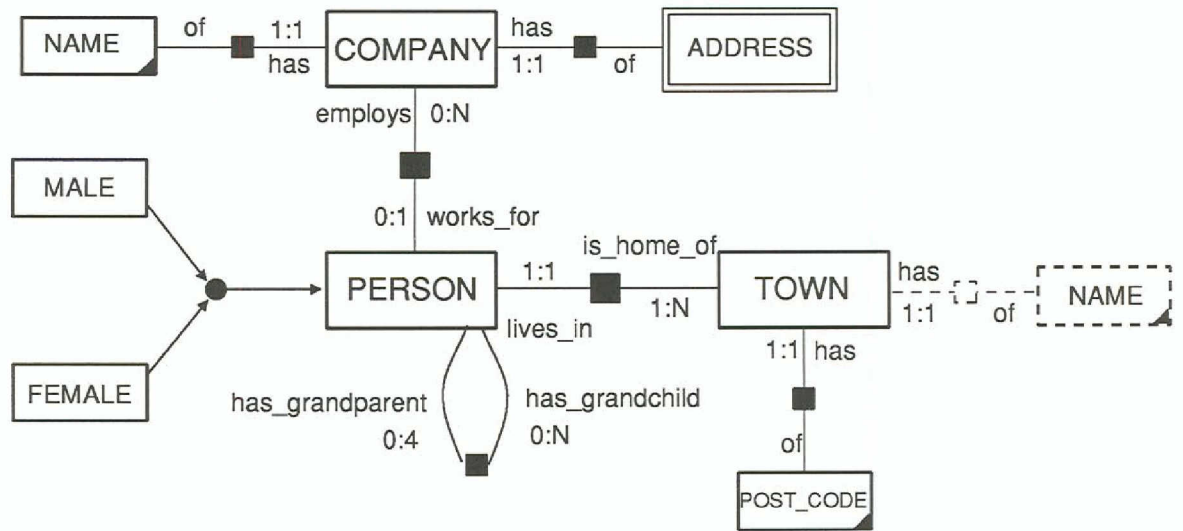 NAME
of
1:1
has
COMPANY
has
1:1
of
ADDRESS
employs 0:N
MALE
0:1 works_for
is_home_of
PERSON
1:1
lives_in
1:N
TOWN
has
1:1
of
NAME
FEMALE
has_grandparent
0:4
has_grandchild
0:N
1:1 has
of
POST_CODE